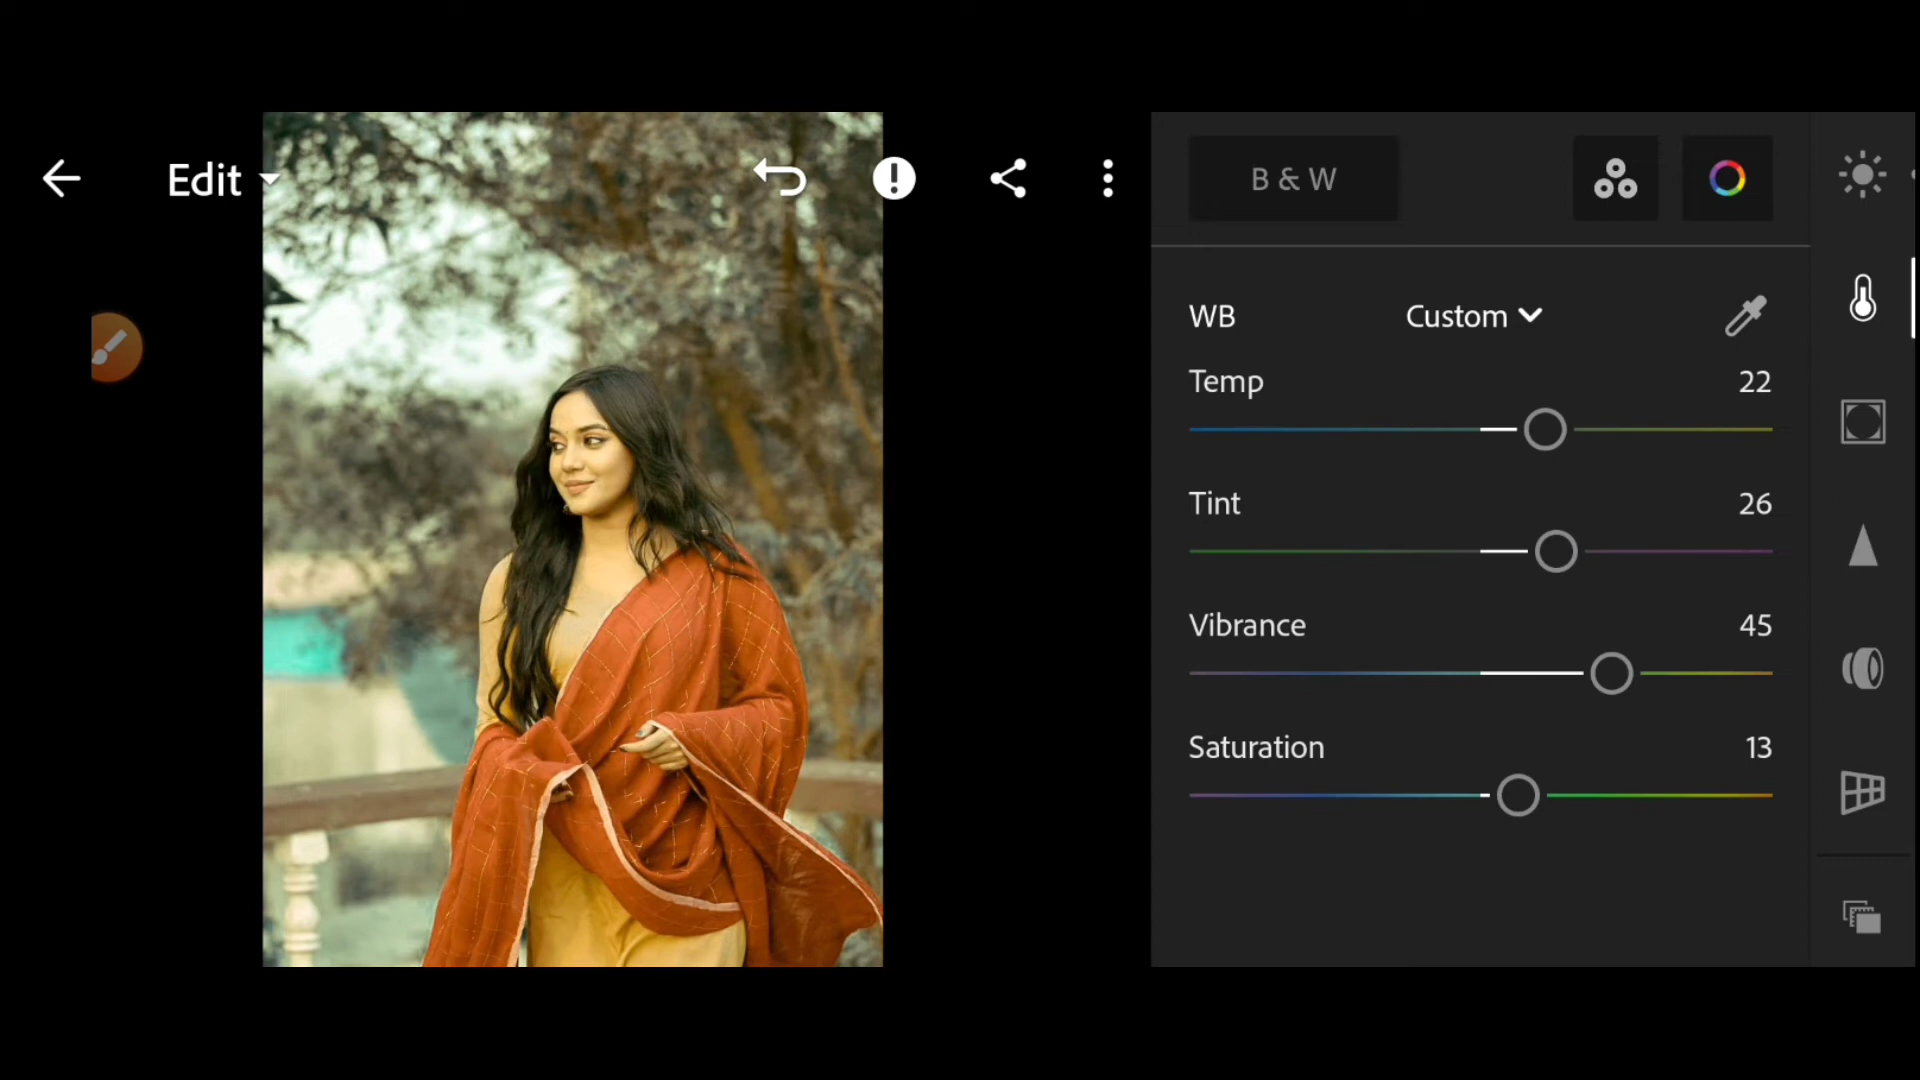 Edit
B & W
WB Custom
Temp 22
Tint 26
Vibrance 45
Saturation 13